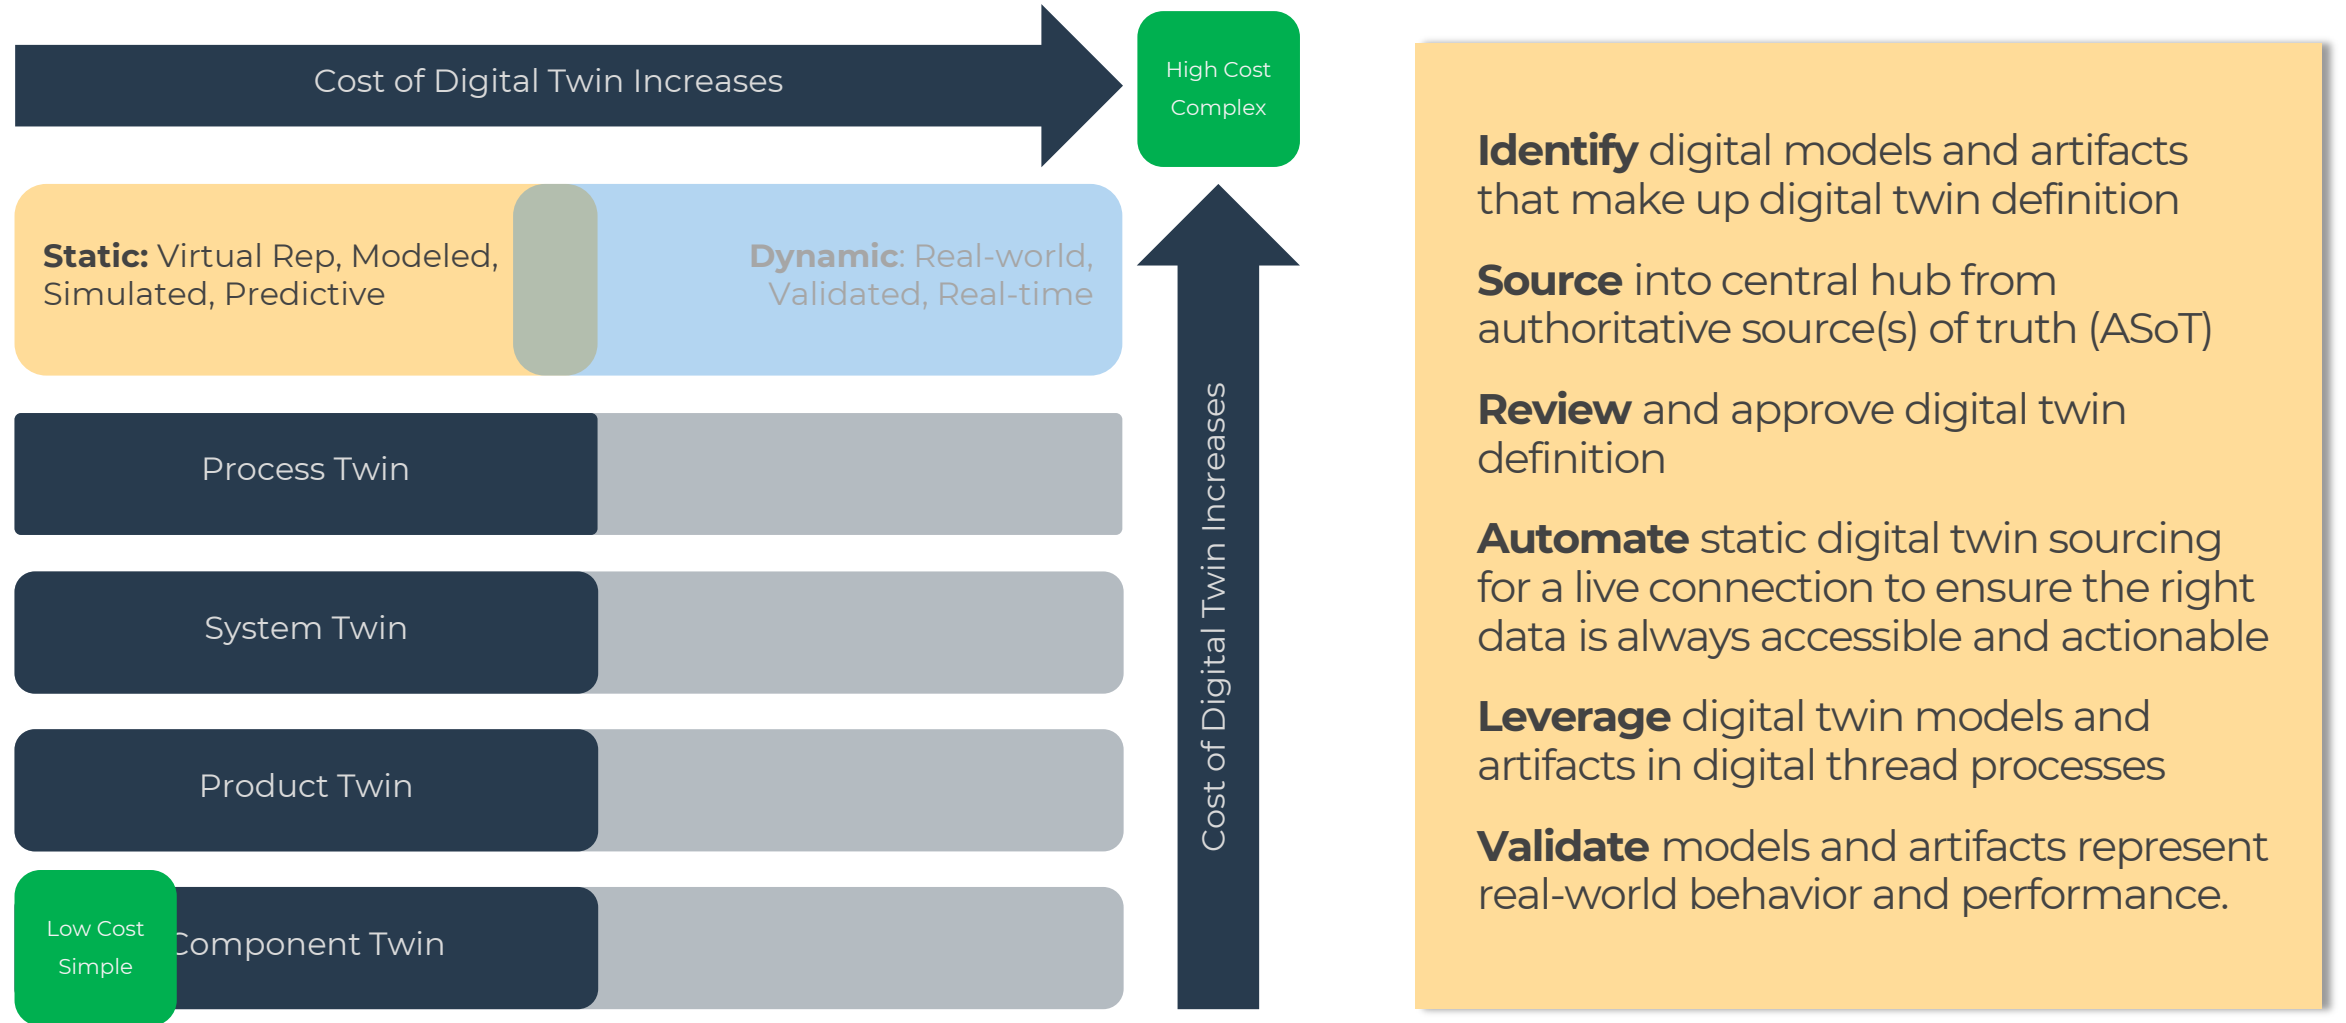 Cost of Digital Twin Increases
High Cost
Complex
Static: Virtual Rep, Modeled,
Simulated, Predictive
Dynamic: Real-world,
Validated, Real-time
Process Twin
System Twin
Product Twin
Low Cost
Simple
Component Twin
Cost of Digital Twin Increases
Identify digital models and artifacts
that make up digital twin definition
Source into central hub from
authoritative source(s) of truth (ASoT)
Review and approve digital twin
definition
Automate static digital twin sourcing
for a live connection to ensure the right
data is always accessible and actionable
Leverage digital twin models and
artifacts in digital thread processes
Validate models and artifacts represent
real-world behavior and performance.